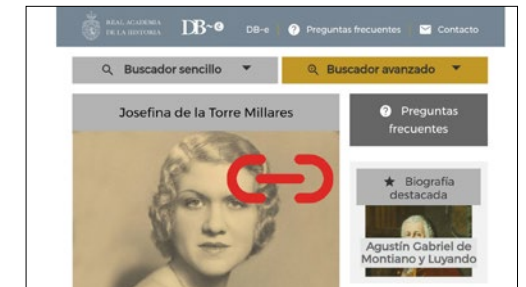 REAL ACADEMIA
DE LA HISTORIA
DB~e
DB~e
Preguntas frecuentes
Contacto
Buscador sencillo
Buscador avanzado
Josefina de la Torre Millares
Preguntas
frecuentes
Biografía
destacada
Agustín Gabriel de
Montiano y Luyando